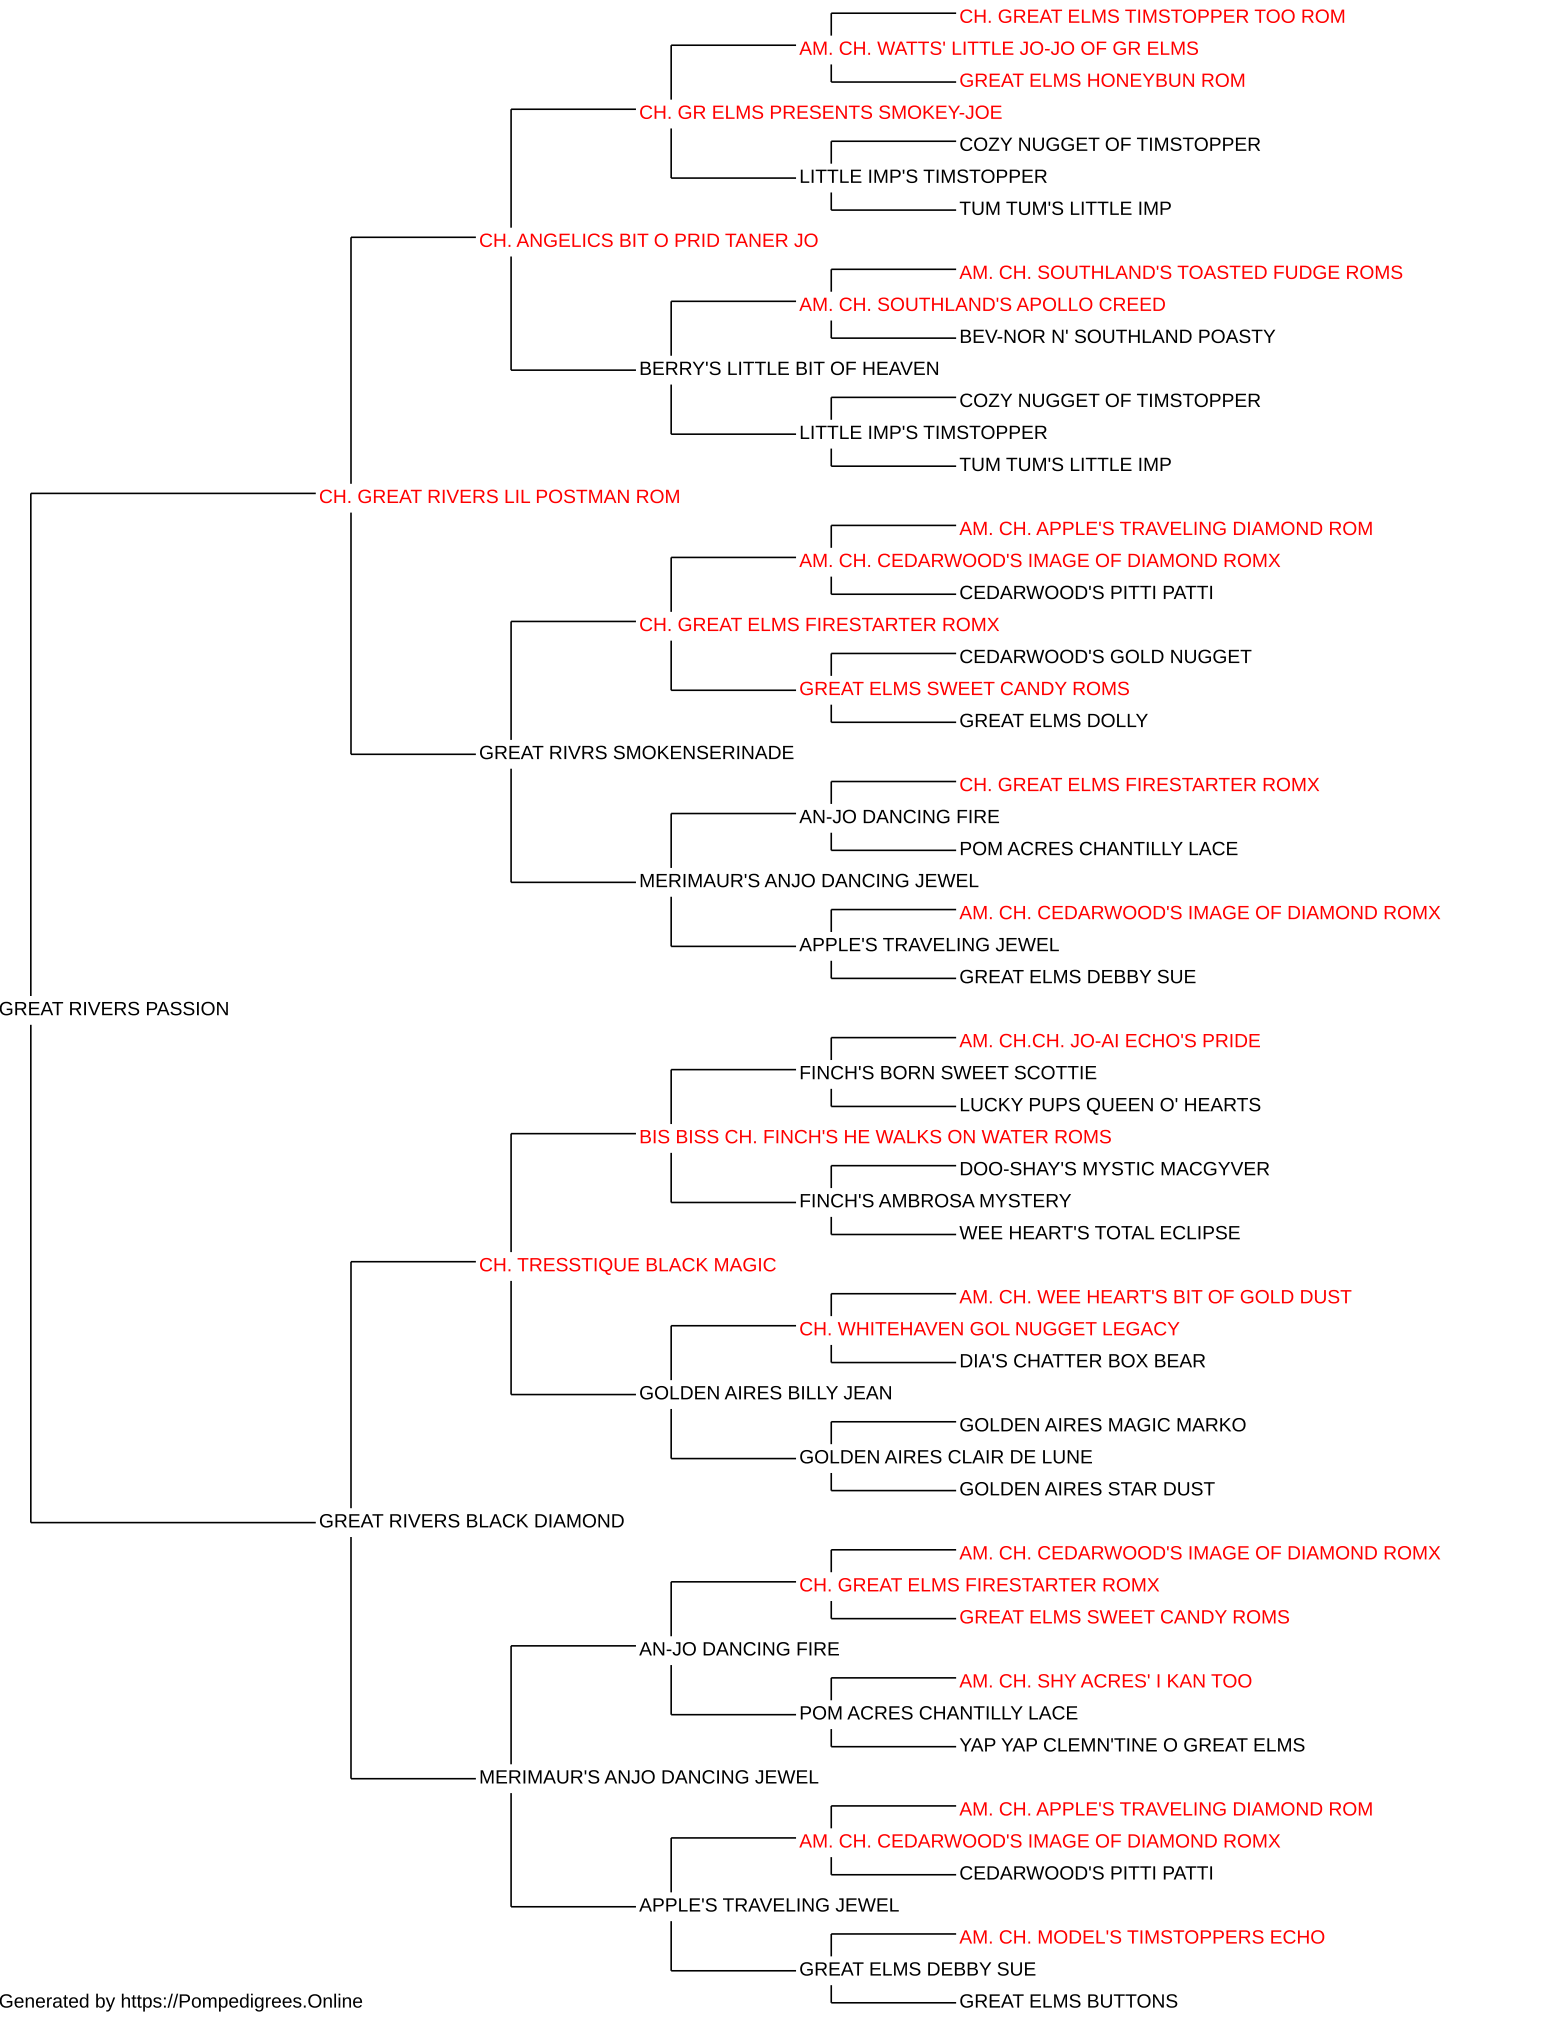 CH. GREAT ELMS TIMSTOPPER TOO ROM
AM. CH. WATTS' LITTLE JO-JO OF GR ELMS
GREAT ELMS HONEYBUN ROM
CH. GR ELMS PRESENTS SMOKEY-JOE
COZY NUGGET OF TIMSTOPPER
LITTLE IMP'S TIMSTOPPER
TUM TUM'S LITTLE IMP
CH. ANGELICS BIT O PRID TANER JO
AM. CH. SOUTHLAND'S TOASTED FUDGE ROMS
AM. CH. SOUTHLAND'S APOLLO CREED
BEV-NOR N' SOUTHLAND POASTY
BERRY'S LITTLE BIT OF HEAVEN
COZY NUGGET OF TIMSTOPPER
LITTLE IMP'S TIMSTOPPER
TUM TUM'S LITTLE IMP
CH. GREAT RIVERS LIL POSTMAN ROM
AM. CH. APPLE'S TRAVELING DIAMOND ROM
AM. CH. CEDARWOOD'S IMAGE OF DIAMOND ROMX
CEDARWOOD'S PITTI PATTI
CH. GREAT ELMS FIRESTARTER ROMX
CEDARWOOD'S GOLD NUGGET
GREAT ELMS SWEET CANDY ROMS
GREAT ELMS DOLLY
GREAT RIVRS SMOKENSERINADE
CH. GREAT ELMS FIRESTARTER ROMX
AN-JO DANCING FIRE
POM ACRES CHANTILLY LACE
MERIMAUR'S ANJO DANCING JEWEL
AM. CH. CEDARWOOD'S IMAGE OF DIAMOND ROMX
APPLE'S TRAVELING JEWEL
GREAT ELMS DEBBY SUE
GREAT RIVERS PASSION
AM. CH.CH. JO-AI ECHO'S PRIDE
FINCH'S BORN SWEET SCOTTIE
LUCKY PUPS QUEEN O' HEARTS
BIS BISS CH. FINCH'S HE WALKS ON WATER ROMS
DOO-SHAY'S MYSTIC MACGYVER
FINCH'S AMBROSA MYSTERY
WEE HEART'S TOTAL ECLIPSE
CH. TRESSTIQUE BLACK MAGIC
AM. CH. WEE HEART'S BIT OF GOLD DUST
CH. WHITEHAVEN GOL NUGGET LEGACY
DIA'S CHATTER BOX BEAR
GOLDEN AIRES BILLY JEAN
GOLDEN AIRES MAGIC MARKO
GOLDEN AIRES CLAIR DE LUNE
GOLDEN AIRES STAR DUST
GREAT RIVERS BLACK DIAMOND
AM. CH. CEDARWOOD'S IMAGE OF DIAMOND ROMX
CH. GREAT ELMS FIRESTARTER ROMX
GREAT ELMS SWEET CANDY ROMS
AN-JO DANCING FIRE
AM. CH. SHY ACRES' I KAN TOO
POM ACRES CHANTILLY LACE
YAP YAP CLEMN'TINE O GREAT ELMS
MERIMAUR'S ANJO DANCING JEWEL
AM. CH. APPLE'S TRAVELING DIAMOND ROM
AM. CH. CEDARWOOD'S IMAGE OF DIAMOND ROMX
CEDARWOOD'S PITTI PATTI
APPLE'S TRAVELING JEWEL
AM. CH. MODEL'S TIMSTOPPERS ECHO
GREAT ELMS DEBBY SUE
GREAT ELMS BUTTONS
Generated by https://Pompedigrees.Online